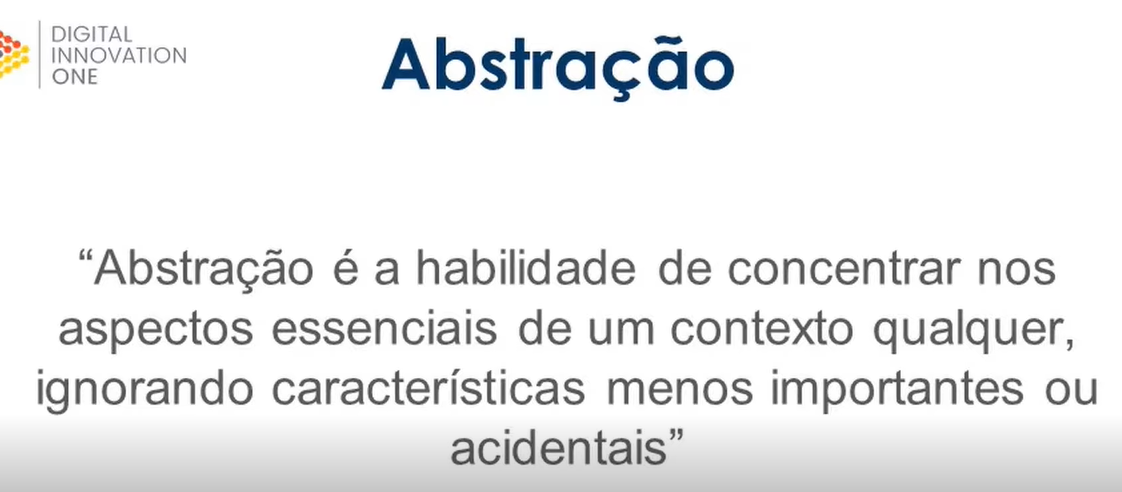 DIGITAL
INNOVATION
ONE
Abstração
“Abstração é a habilidade de concentrar nos
aspectos essenciais de um contexto qualquer,
ignorando características menos importantes ou
acidentais”